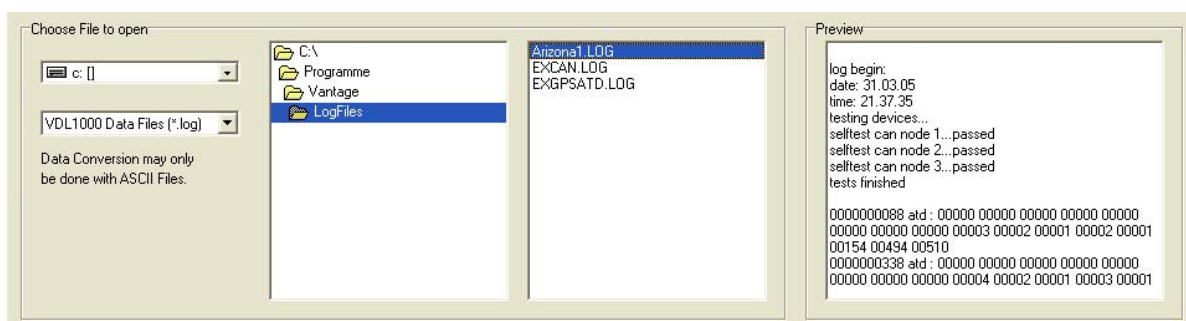 Choose File to open
c: []
VDL1000 Data Files (*.log)
Data Conversion may only
be done with ASCII Files.
C:\
Programme
Vantage
LogFiles
Arizona1.LOG
EXCAN.LOG
EXGPSATD.LOG
Preview
log begin:
date: 31.03.05
time: 21.37.35
testing devices...
selftest can node 1...passed
selftest can node 2...passed
selftest can node 3...passed
tests finished
0000000088 atd : 00000 00000 00000 00000 00000
00000 00000 00000 00003 00002 00001 00002 00001
00154 00494 00510
0000000338 atd : 00000 00000 00000 00000 00000
00000 00000 00000 00004 00002 00001 00003 00001